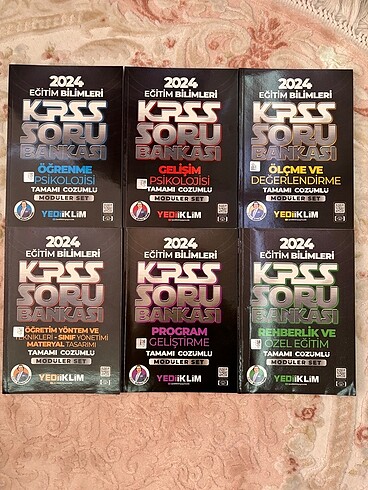 2024
EĞİTİM BİLİMLERİ
KPSS
SORU
BANKASI
ÖĞRENME
PSİKOLOJİSİ
TAMAMI ÇÖZÜMLÜ
MODÜLER SET
YEDİİKLİM
2024
EĞİTİM BİLİMLERİ
KPSS
SORU
BANKASI
GELİŞİM
PSİKOLOJİSİ
TAMAMI ÇÖZÜMLÜ
MODÜLER SET
YEDİİKLİM
2024
EĞİTİM BİLİMLERİ
KPSS
SORU
BANKASI
ÖLÇME VE
DEĞERLENDİRME
TAMAMI ÇÖZÜMLÜ
MODÜLER SET
YEDİİKLİM
2024
EĞİTİM BİLİMLERİ
KPSS
SORU
BANKASI
ÖĞRETİM YÖNTEM VE
TEKNİKLERİ - SINIF YÖNETİMİ
MATERYAL TASARIMI
TAMAMI ÇÖZÜMLÜ
MODÜLER SET
YEDİİKLİM
2024
EĞİTİM BİLİMLERİ
KPSS
SORU
BANKASI
PROGRAM
GELİŞTİRME
TAMAMI ÇÖZÜMLÜ
MODÜLER SET
YEDİİKLİM
2024
EĞİTİM BİLİMLERİ
KPSS
SORU
BANKASI
REHBERLİK VE
ÖZEL EĞİTİM
TAMAMI ÇÖZÜMLÜ
MODÜLER SET
YEDİİKLİM